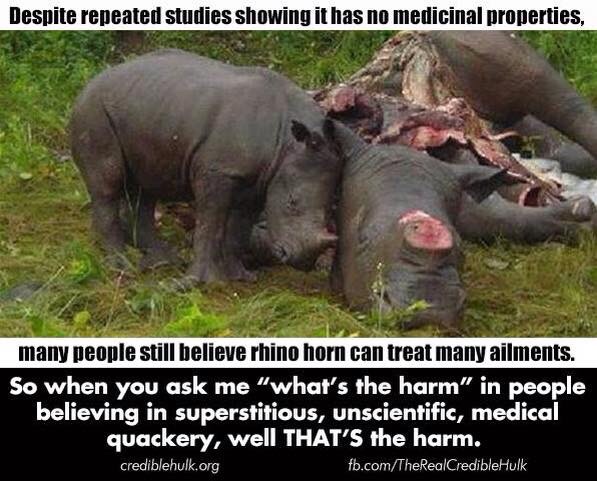 Despite repeated studies showing it has no medicinal properties,
many people still believe rhino horn can treat many ailments.
So when you ask me “what’s the harm” in people
believing in superstitious, unscientific, medical
quackery, well THAT’S the harm.
crediblehulk.org fb.com/TheRealCredibleHulk